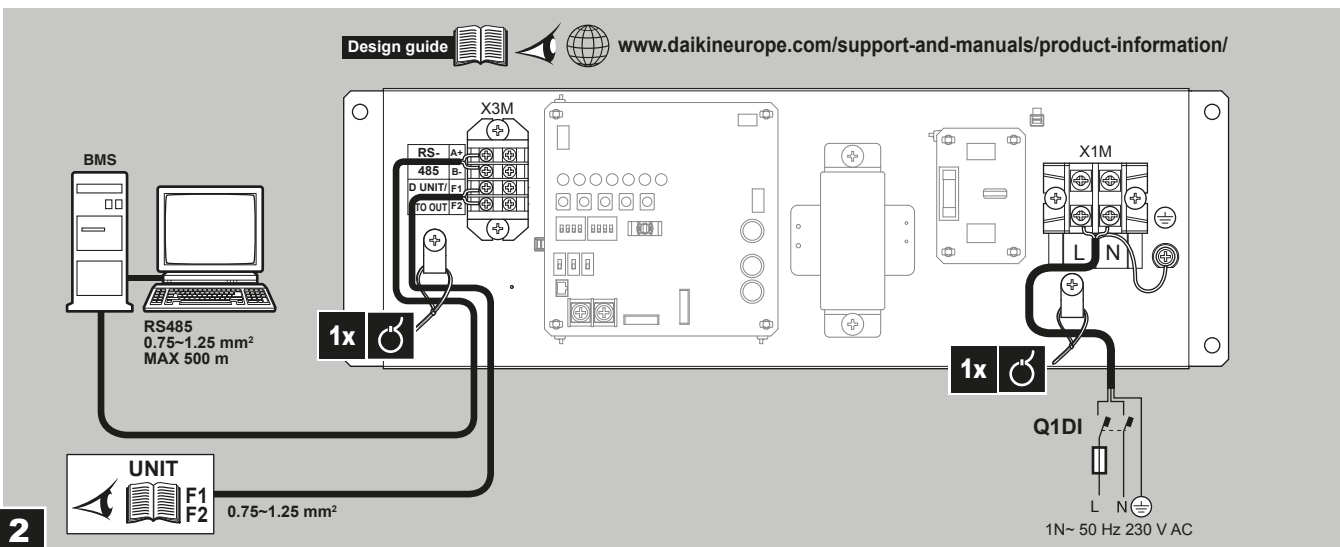 Design guide
www.daikineurope.com/support-and-manuals/product-information/
BMS
RS485
0.75~1.25 mm²
MAX 500 m
X3M
RS- A+
485 B-
D UNIT/ F1
TO OUT F2
1x
X1M
L N
1x
Q1DI
L N
1N~ 50 Hz 230 V AC
UNIT
F1
F2
0.75~1.25 mm²
2